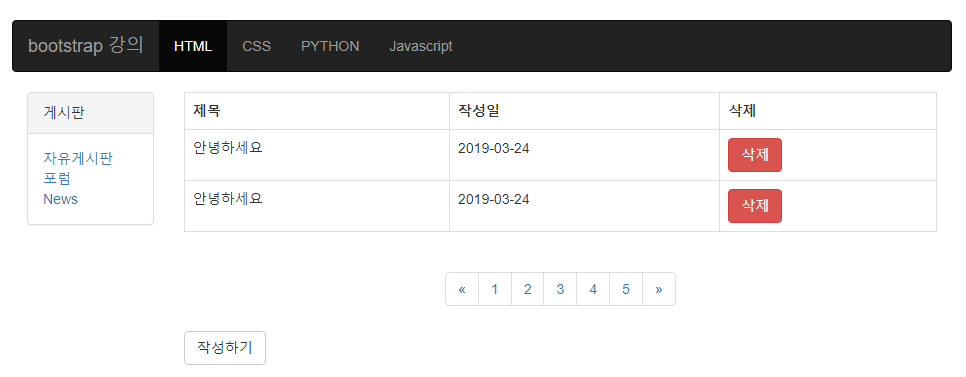 bootstrap 강의 HTML CSS PYTHON Javascript
게시판
자유게시판
포럼
News
제목 작성일 삭제
안녕하세요 2019-03-24 삭제
안녕하세요 2019-03-24 삭제
« 1 2 3 4 5 »
작성하기